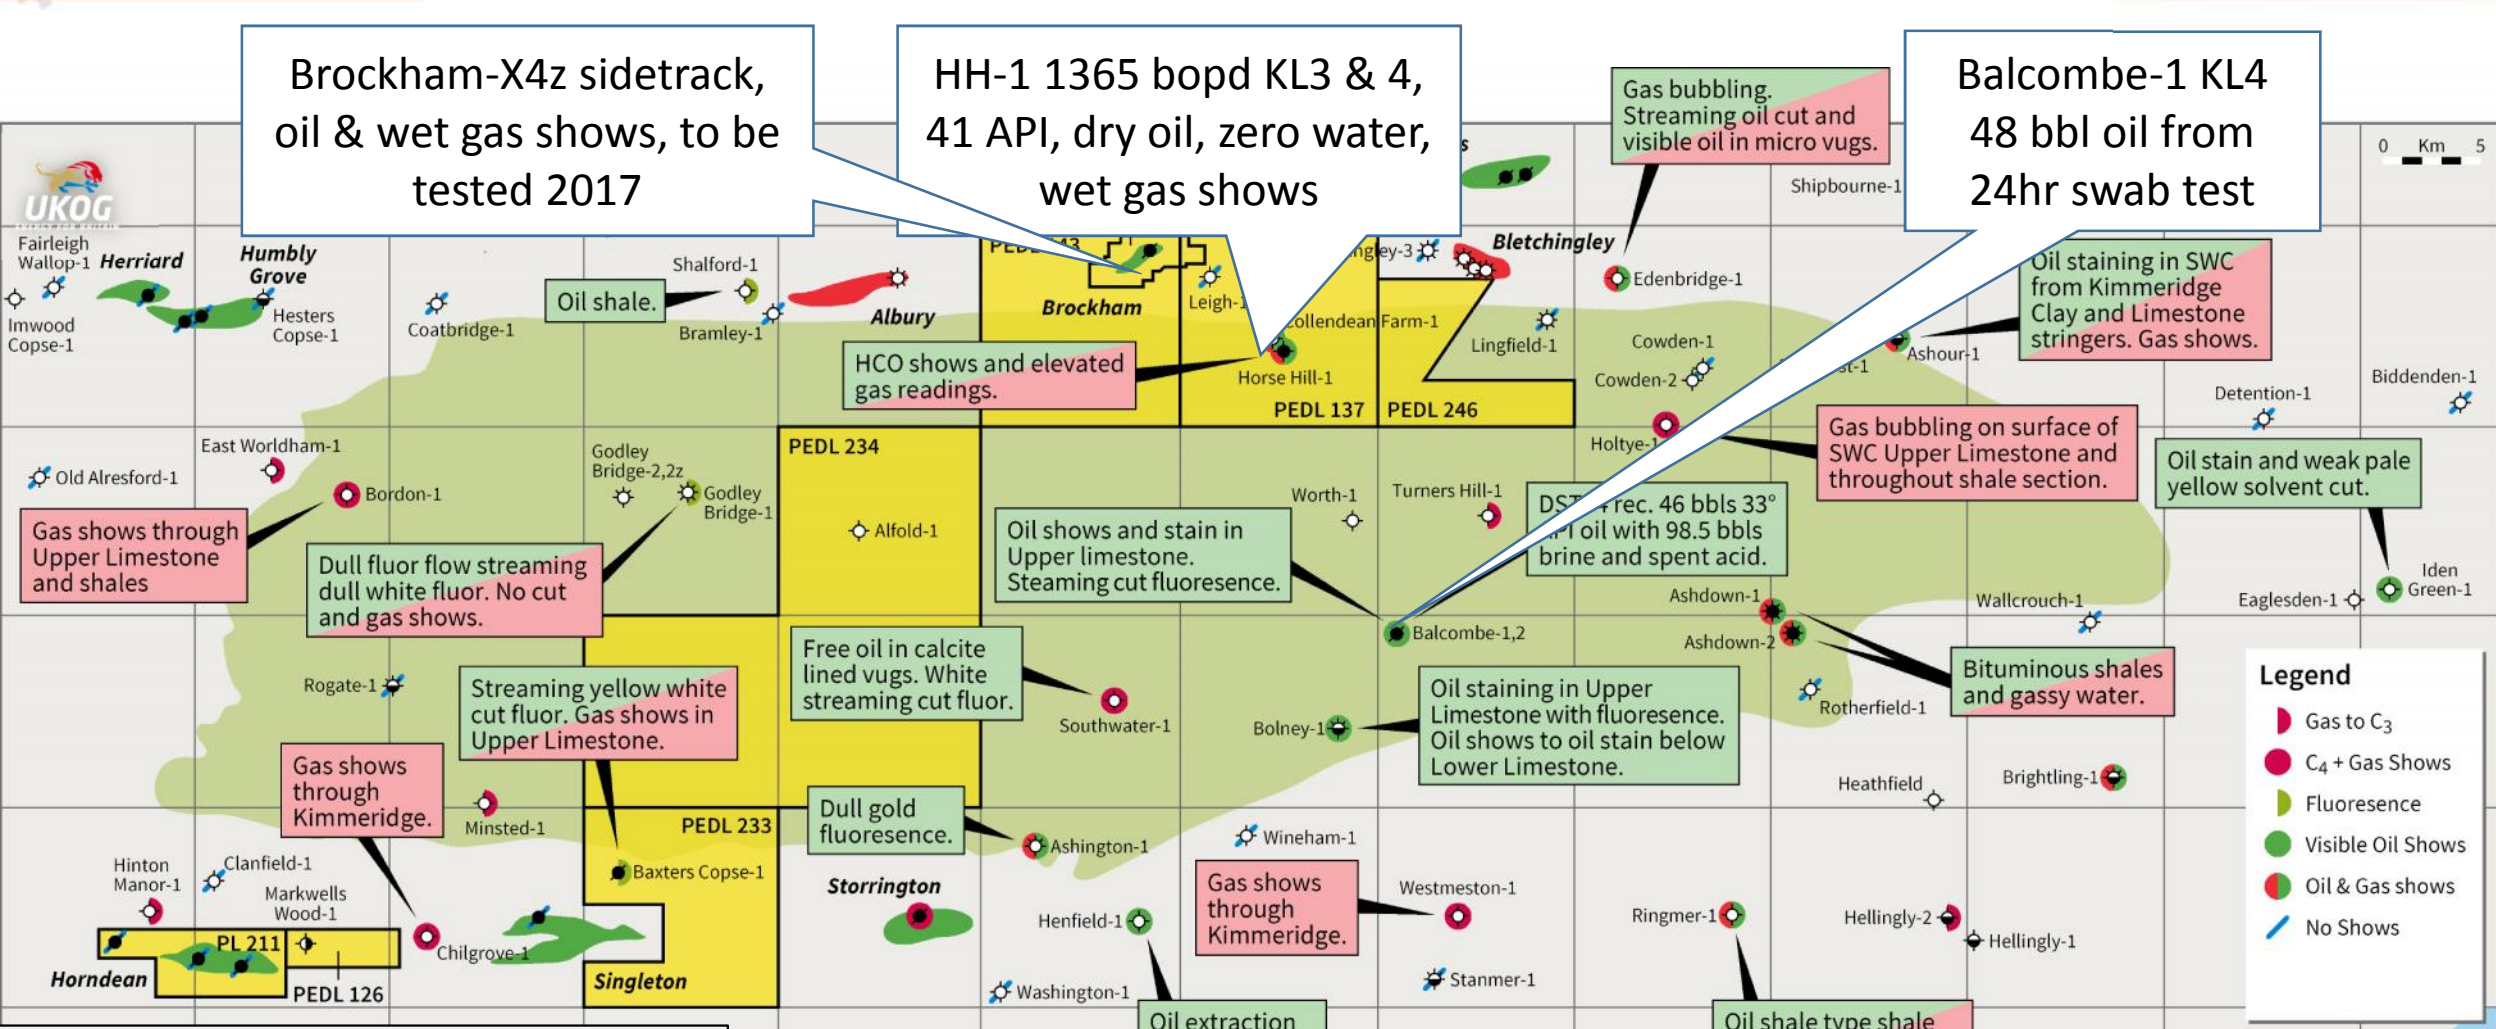 Brockham-X4z sidetrack,
oil & wet gas shows, to be
tested 2017
HH-1 1365 bopd KL3 & 4,
41 API, dry oil, zero water,
wet gas shows
Balcombe-1 KL4
48 bbl oil from
24hr swab test
Gas bubbling.
Streaming oil cut and
visible oil in micro vugs.
Shipbourne-1
0 Km 5
UKOG
Fairleigh
Wallop-1
Herriard
Humbly
Grove
Hesters
Copse-1
Imwood
Copse-1
Coatbridge-1
Oil shale.
Shalford-1
Bramley-1
Albury
Brockham
Leigh-1
Collendean Farm-1
Bletchingley
Edenbridge-1
Lingfield-1
Cowden-1
Cowden-2
Ashour-1
Oil staining in SWC
from Kimmeridge
Clay and Limestone
stringers. Gas shows.
Detention-1
Biddenden-1
HCO shows and elevated
gas readings.
Horse Hill-1
PEDL 137
PEDL 246
Holtye-1
Gas bubbling on surface of
SWC Upper Limestone and
throughout shale section.
Oil stain and weak pale
yellow solvent cut.
Old Alresford-1
East Worldham-1
Bordon-1
Gas shows through
Upper Limestone
and shales
Godley
Bridge-2,2z
Godley
Bridge-1
Dull fluor flow streaming
dull white fluor. No cut
and gas shows.
PEDL 234
Alfold-1
Oil shows and stain in
Upper limestone.
Steaming cut fluoresence.
Worth-1
Turners Hill-1
rec. 46 bbls 33°
oil with 98.5 bbls
brine and spent acid.
Iden
Green-1
Eaglesden-1
Wallcrouch-1
Ashdown-1
Ashdown-2
Balcombe-1,2
Bituminous shales
and gassy water.
Rotherfield-1
Rogate-1
Streaming yellow white
cut fluor. Gas shows in
Upper Limestone.
Free oil in calcite
lined vugs. White
streaming cut fluor.
Southwater-1
Bolney-1
Oil staining in Upper
Limestone with fluoresence.
Oil shows to oil stain below
Lower Limestone.
Heathfield
Brightling-1
Gas shows
through
Kimmeridge.
Minsted-1
PEDL 233
Dull gold
fluoresence.
Ashington-1
Wineham-1
Hinton
Manor-1
Clanfield-1
Markwells
Wood-1
Baxters Copse-1
Storrington
Henfield-1
Gas shows
through
Kimmeridge.
Westmeston-1
Ringmer-1
Hellingly-2
Hellingly-1
PL 211
Horndean
PEDL 126
Chilgrove-1
Singleton
Washington-1
Stanmer-1
Oil extraction
Oil shale type shale
Legend
Gas to C3
C4 + Gas Shows
Fluoresence
Visible Oil Shows
Oil & Gas shows
No Shows